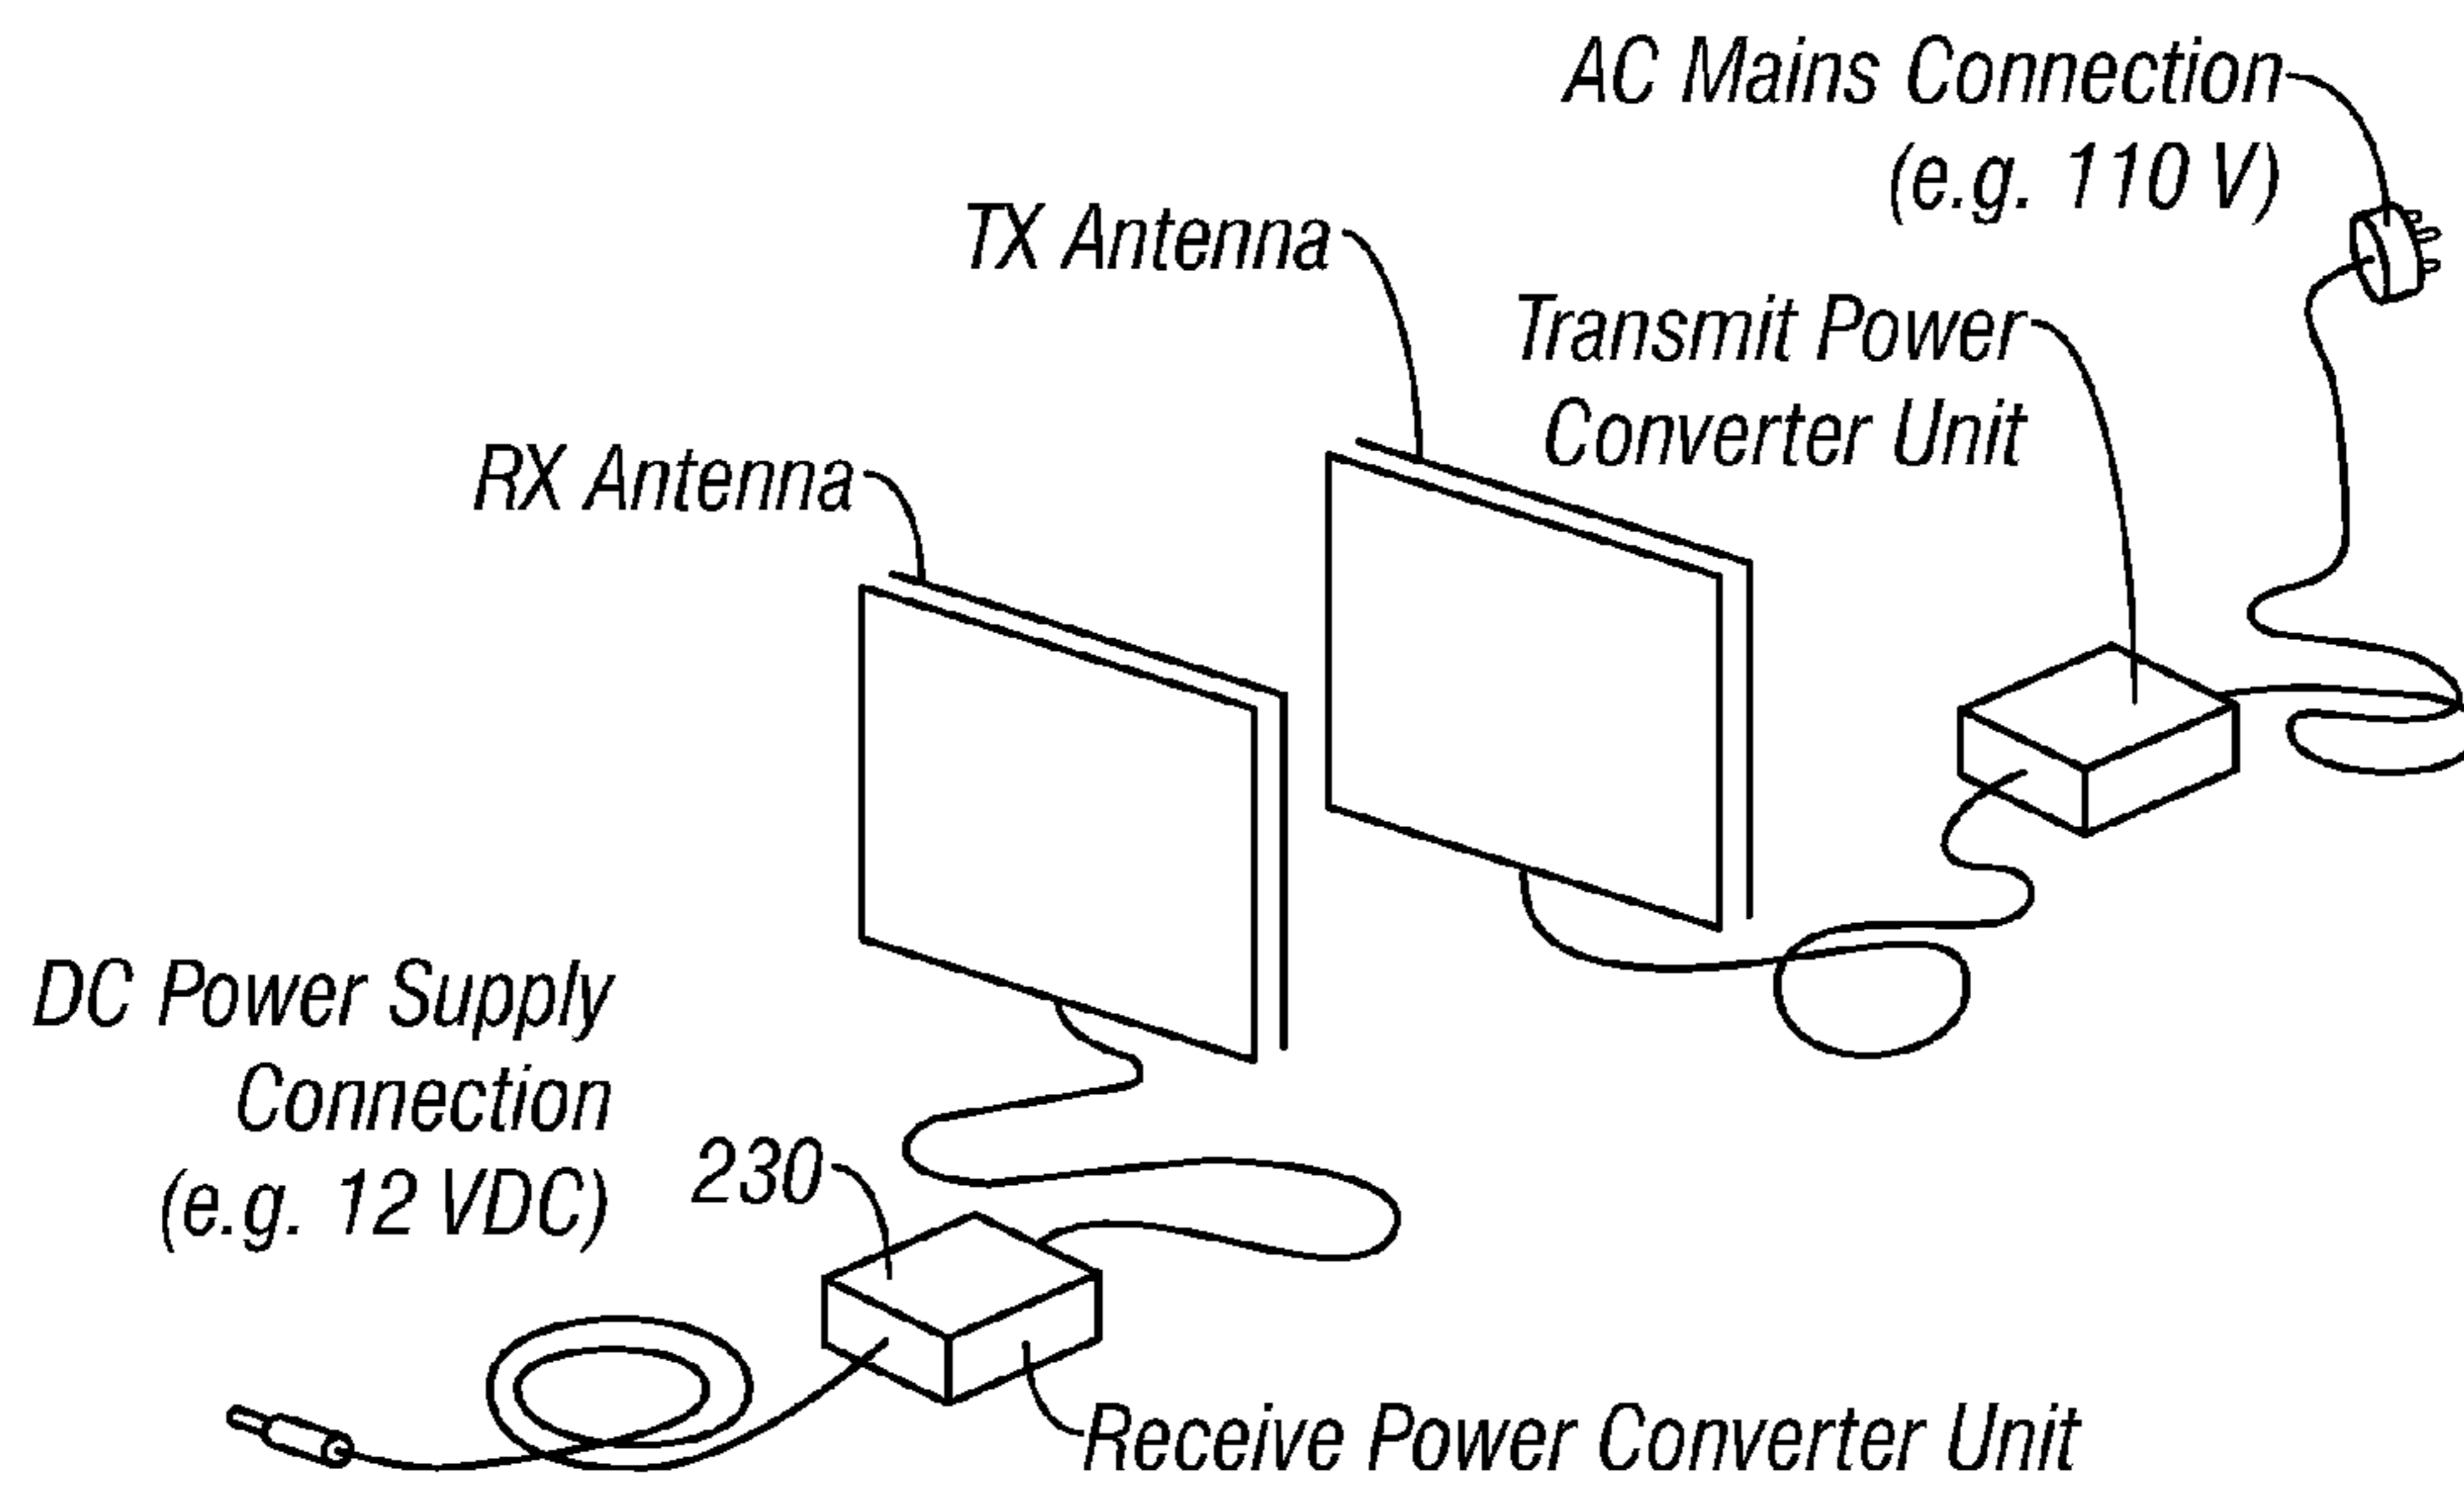 AC Mains Connection
(e.g. 110 V)
TX Antenna
Transmit Power
Converter Unit
RX Antenna
DC Power Supply
Connection
(e.g. 12 VDC)
230
Receive Power Converter Unit